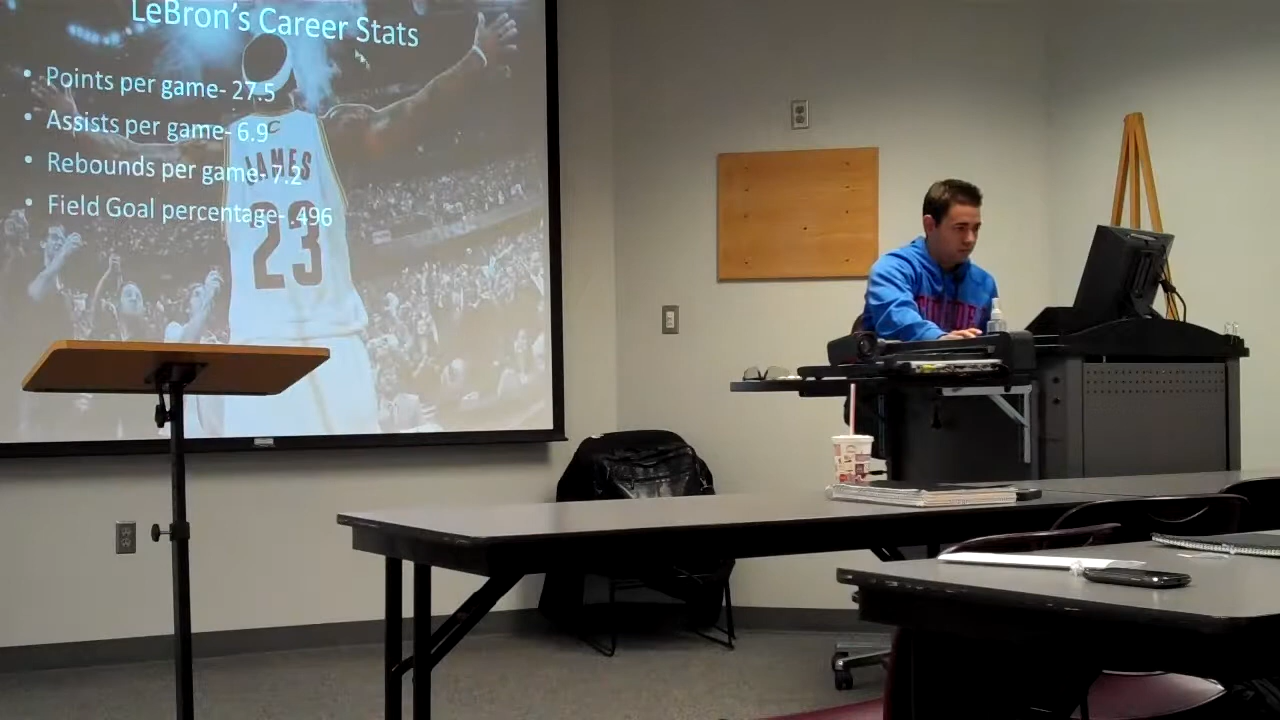 LeBron's Career Stats
• Points per game- 27.5
• Assists per game- 6.9
• Rebounds per game- 7.2
• Field Goal percentage- .496
JAMES
23